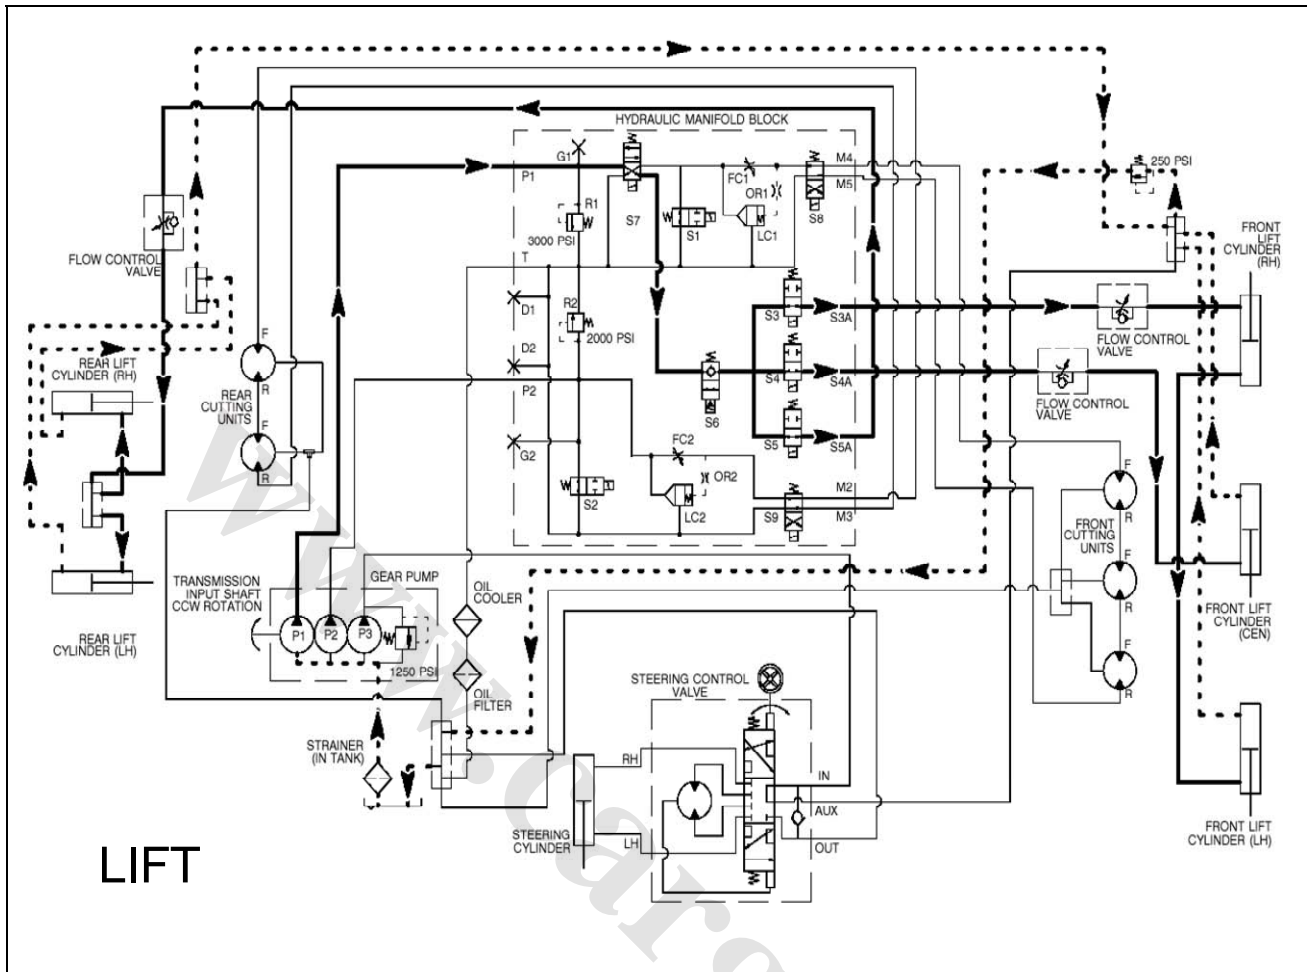 HYDRAULIC MANIFOLD BLOCK
G1
P1
M4
M5
FC1
OR1
R1
S7
S1
LC1
S8
3000 PSI
T
250 PSI
FRONT
LIFT
CYLINDER
(RH)
FLOW CONTROL
VALVE
D1
R2
2000 PSI
D2
P2
S3
S3A
S4
S4A
S6
S5
S5A
FLOW CONTROL
VALVE
FLOW CONTROL
VALVE
REAR LIFT
CYLINDER (RH)
F
R
REAR
CUTTING
UNITS
F
R
G2
FC2
OR2
S2
LC2
S9
M2
M3
F
R
FRONT
CUTTING
UNITS
F
R
F
R
TRANSMISSION
INPUT SHAFT
CCW ROTATION
GEAR PUMP
P1
P2
P3
1250 PSI
OIL
COOLER
OIL
FILTER
REAR LIFT
CYLINDER (LH)
FRONT LIFT
CYLINDER
(CEN)
STRAINER
(IN TANK)
STEERING CONTROL
VALVE
RH
LH
IN
AUX
OUT
STEERING
CYLINDER
FRONT LIFT
CYLINDER (LH)
LIFT
www.carc